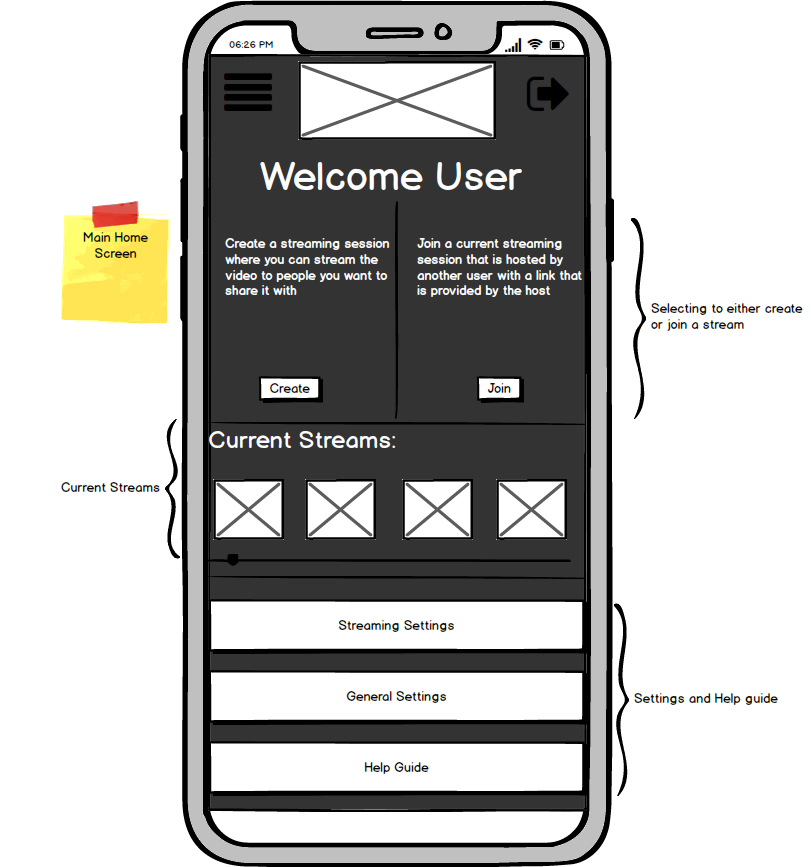 06:26 PM
Welcome User
Main Home
Screen
Create a streaming session
where you can stream the
video to people you want to
share it with
Join a current streaming
session that is hosted by
another user with a link that
is provided by the host
Selecting to either create
or join a stream
Create
Join
Current Streams:
Current Streams
Streaming Settings
General Settings
Settings and Help guide
Help Guide